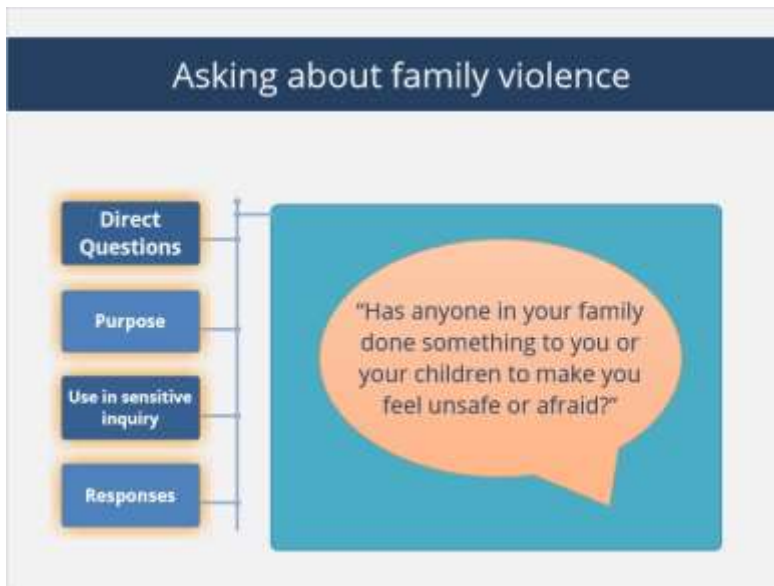 Asking about family violence
Direct
Questions
Purpose
Use in sensitive
inquiry
Responses
“Has anyone in your family
done something to you or
your children to make you
feel unsafe or afraid?”